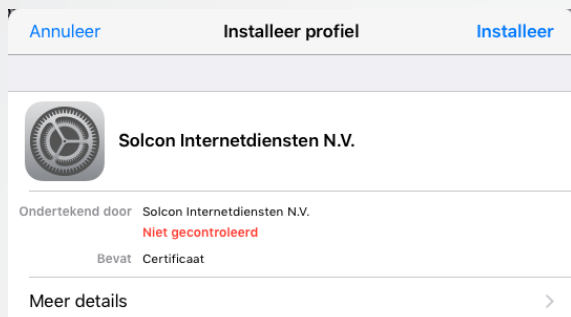 Annuleer Installeer profiel Installeer
Solcon Internetdiensten N.V.
Ondertekend door Solcon Internetdiensten N.V.
Niet gecontroleerd
Bevat Certificaat
Meer details